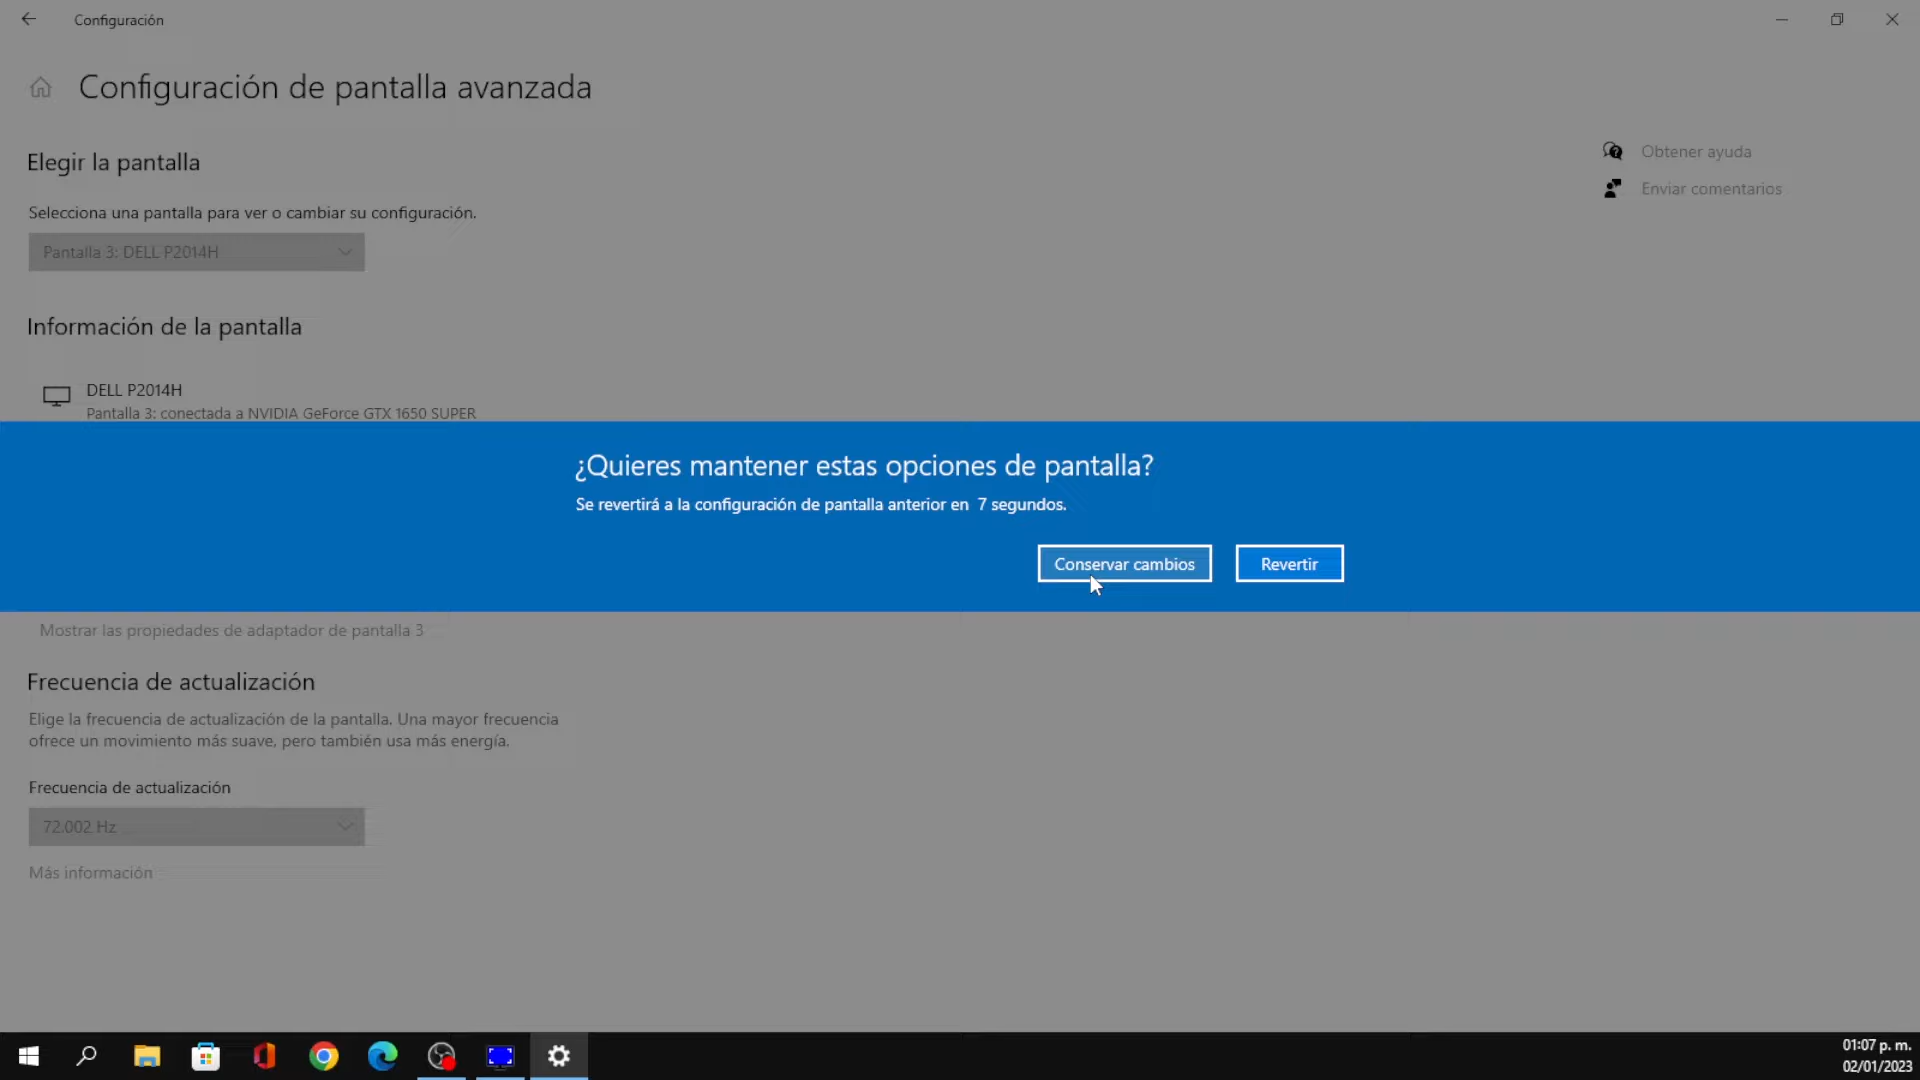 Configuración
Configuración de pantalla avanzada
Elegir la pantalla
Selecciona una pantalla para ver o cambiar su configuración.
Pantalla 3: DELL P2014H
Obtener ayuda
Enviar comentarios
Información de la pantalla
DELL P2014H
Pantalla 3: conectada a NVIDIA GeForce GTX 1650 SUPER
¿Quieres mantener estas opciones de pantalla?
Se revertirá a la configuración de pantalla anterior en 7 segundos.
Conservar cambios
Revertir
Mostrar las propiedades de adaptador de pantalla 3
Frecuencia de actualización
Elige la frecuencia de actualización de la pantalla. Una mayor frecuencia
ofrece un movimiento más suave, pero también usa más energía.
Frecuencia de actualización
72.002 Hz
Más información
01:07 p. m.
02/01/2023